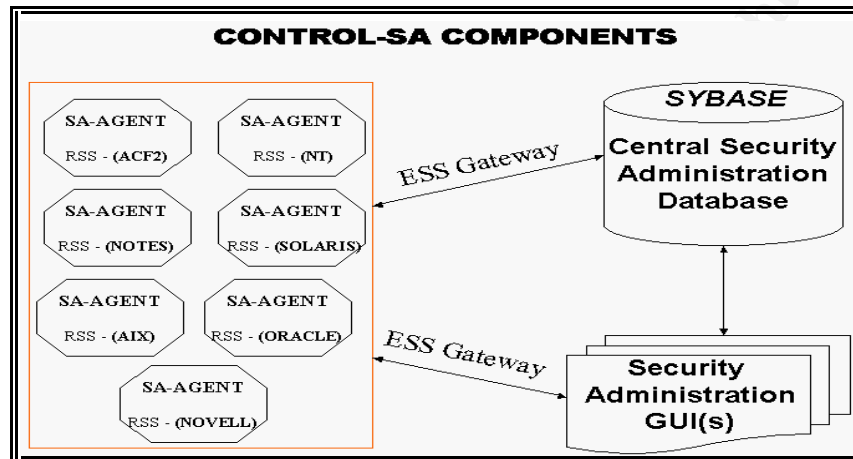 CONTROL-SA COMPONENTS
SA-AGENT
RSS - (ACF2)
SA-AGENT
RSS - (NT)
SA-AGENT
RSS - (NOTES)
SA-AGENT
RSS - (SOLARIS)
SA-AGENT
RSS - (AIX)
SA-AGENT
RSS - (ORACLE)
SA-AGENT
RSS - (NOVELL)
ESS Gateway
ESS Gateway
SYBASE
Central Security
Administration
Database
Security
Administration
GUI(s)